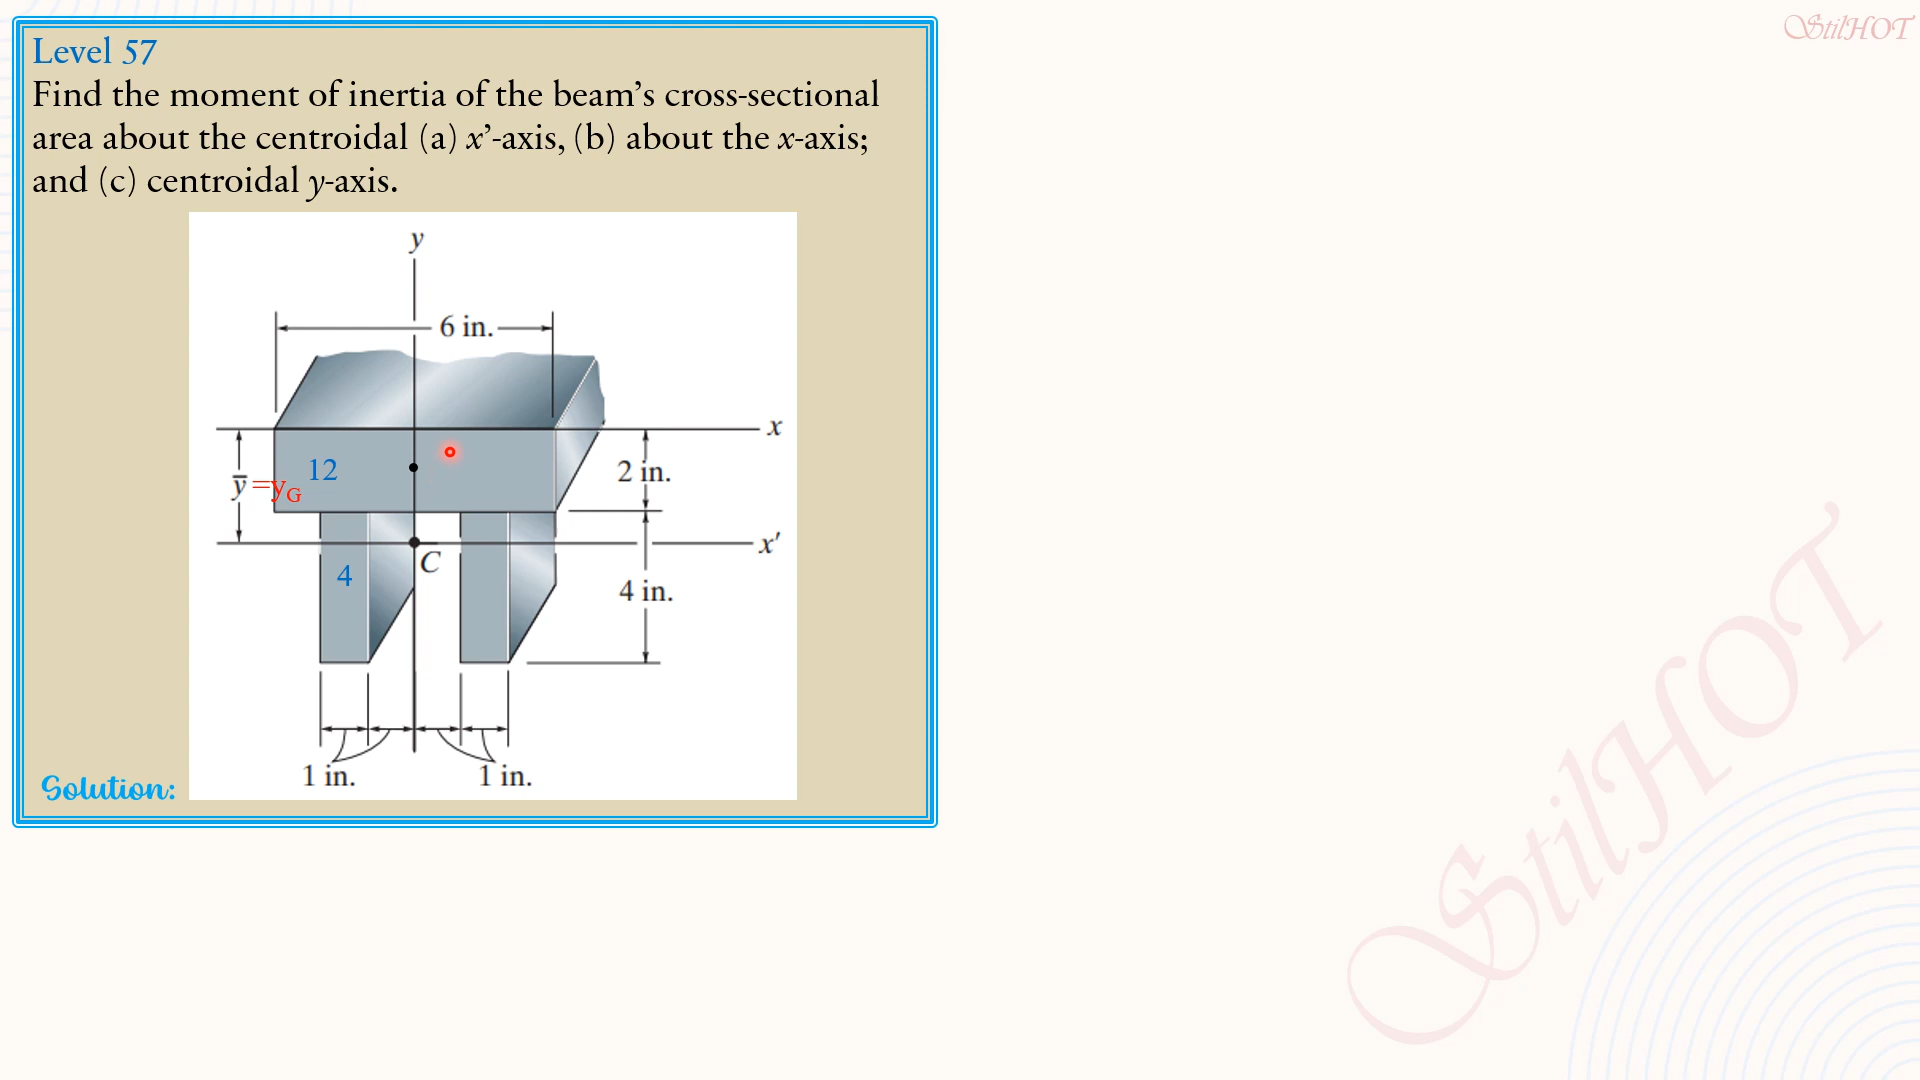 StilHOT
Level 57
Find the moment of inertia of the beam’s cross-sectional
area about the centroidal (a) x’-axis, (b) about the x-axis;
and (c) centroidal y-axis.
y
6 in.
x
12
2 in.
y̅ =yG
x′
C
4
4 in.
1 in. 1 in.
Solution:
StilHOT